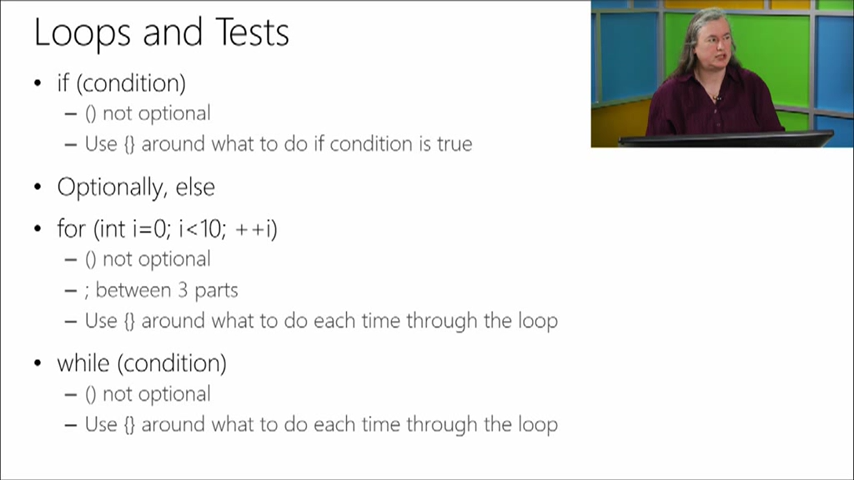 Loops and Tests
• if (condition)
– () not optional
– Use {} around what to do if condition is true
• Optionally, else
• for (int i=0; i<10; ++i)
– () not optional
– ; between 3 parts
– Use {} around what to do each time through the loop
• while (condition)
– () not optional
– Use {} around what to do each time through the loop